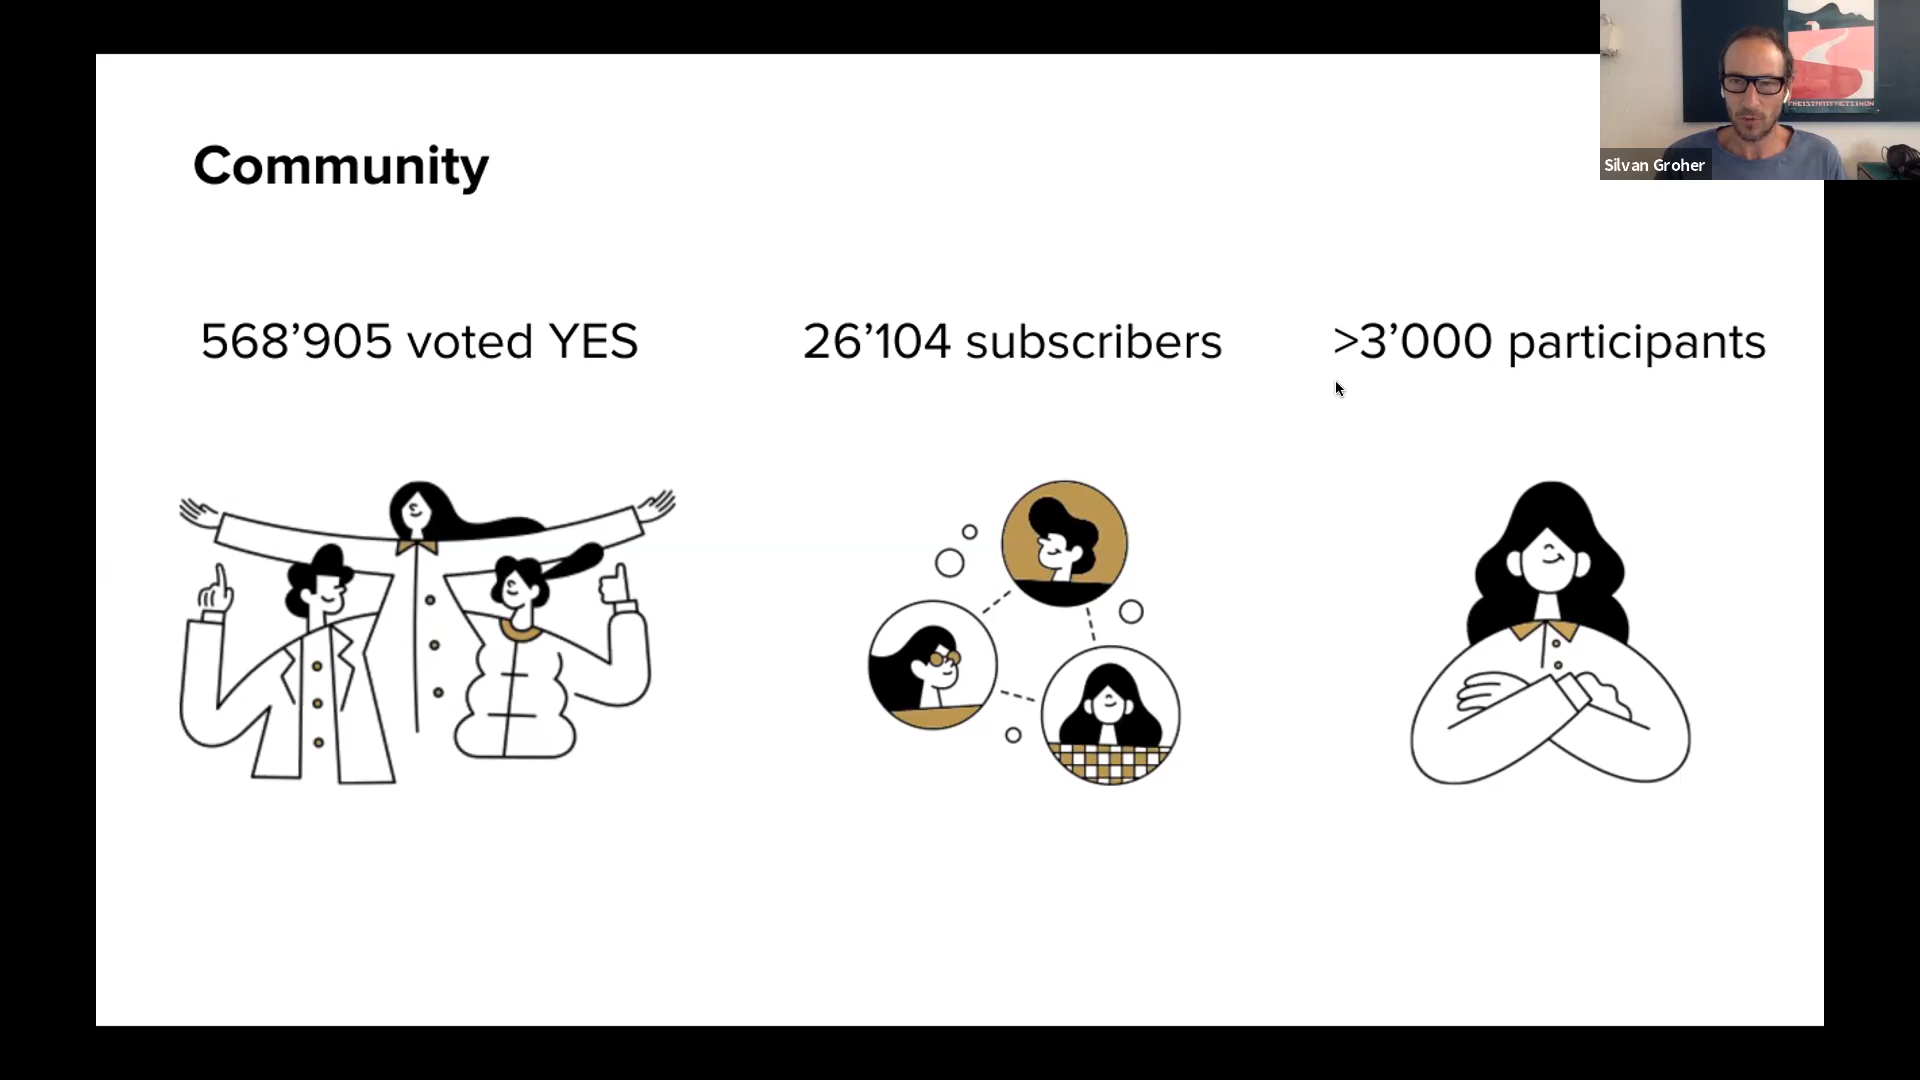 Community
568’905 voted YES
26’104 subscribers
>3’000 participants
Silvan Groher